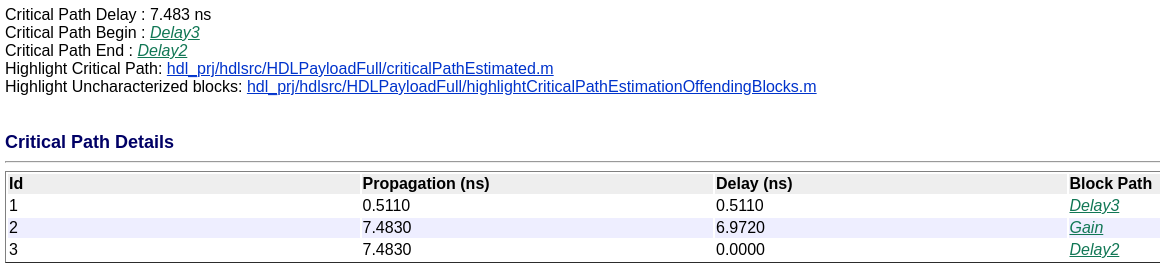 Critical Path Delay : 7.483 ns
Critical Path Begin : Delay3
Critical Path End : Delay2
Highlight Critical Path: hdl_prj/hdlsrc/HDLPayloadFull/criticalPathEstimated.m
Highlight Uncharacterized blocks: hdl_prj/hdlsrc/HDLPayloadFull/highlightCriticalPathEstimationOffendingBlocks.m
Critical Path Details
Id Propagation (ns) Delay (ns) Block Path
1 0.5110 0.5110 Delay3
2 7.4830 6.9720 Gain
3 7.4830 0.0000 Delay2